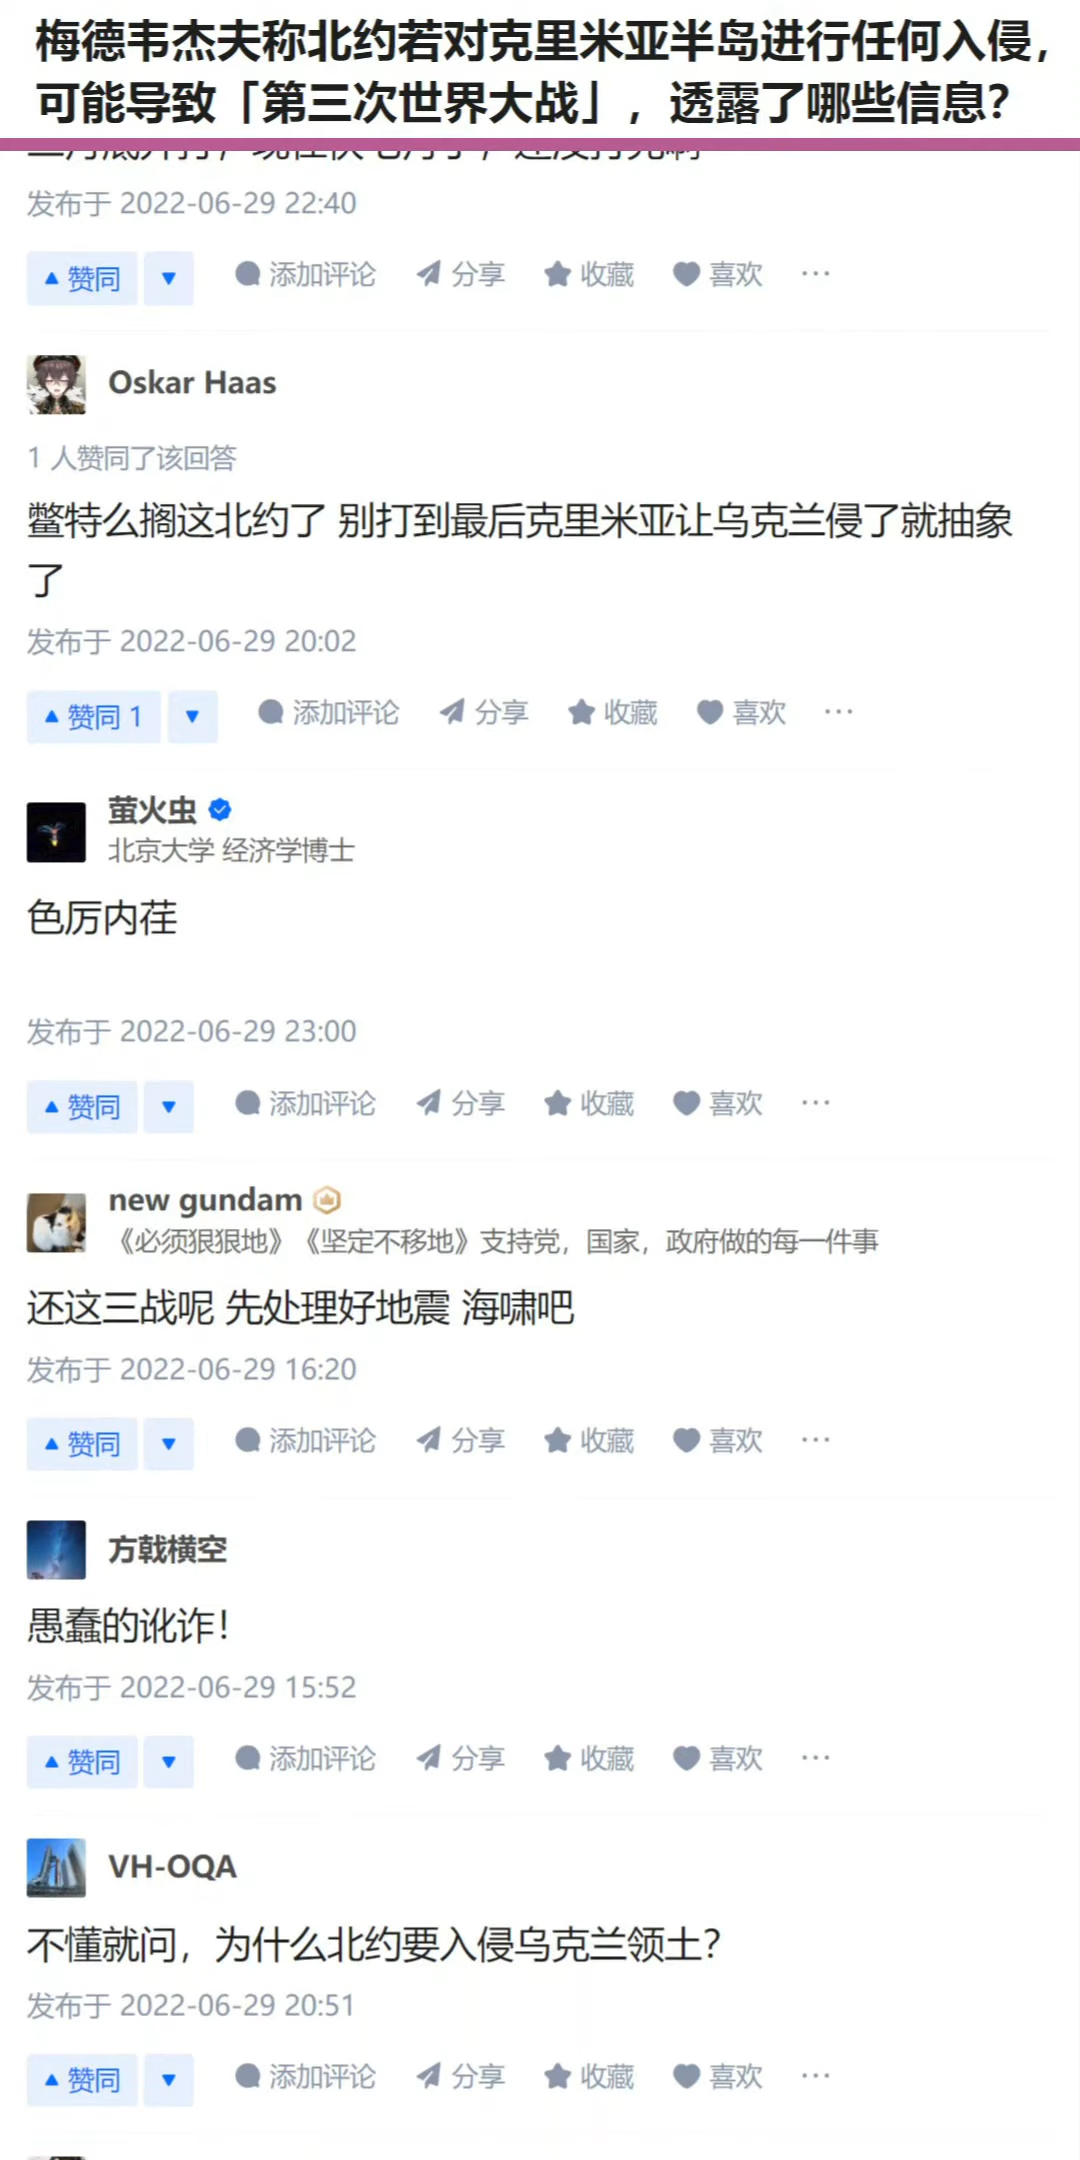 梅德韦杰夫称北约若对克里米亚半岛进行任何入侵，
可能导致「第三次世界大战」，透露了哪些信息？
发布于 2022-06-29 22:40
赞同 添加评论 分享 收藏 喜欢 ···
Oskar Haas
1 人赞同了该回答
鳖特么搁这北约了 别打到最后克里米亚让乌克兰侵了就抽象
了
发布于 2022-06-29 20:02
赞同 1 添加评论 分享 收藏 喜欢 ···
萤火虫
北京大学 经济学博士
色厉内荏
发布于 2022-06-29 23:00
赞同 添加评论 分享 收藏 喜欢 ···
new gundam
《必须狠狠地》《坚定不移地》支持党，国家，政府做的每一件事
还这三战呢 先处理好地震 海啸吧
发布于 2022-06-29 16:20
赞同 添加评论 分享 收藏 喜欢 ···
方戟横空
愚蠢的讹诈！
发布于 2022-06-29 15:52
赞同 添加评论 分享 收藏 喜欢 ···
VH-OQA
不懂就问，为什么北约要入侵乌克兰领土？
发布于 2022-06-29 20:51
赞同 添加评论 分享 收藏 喜欢 ···